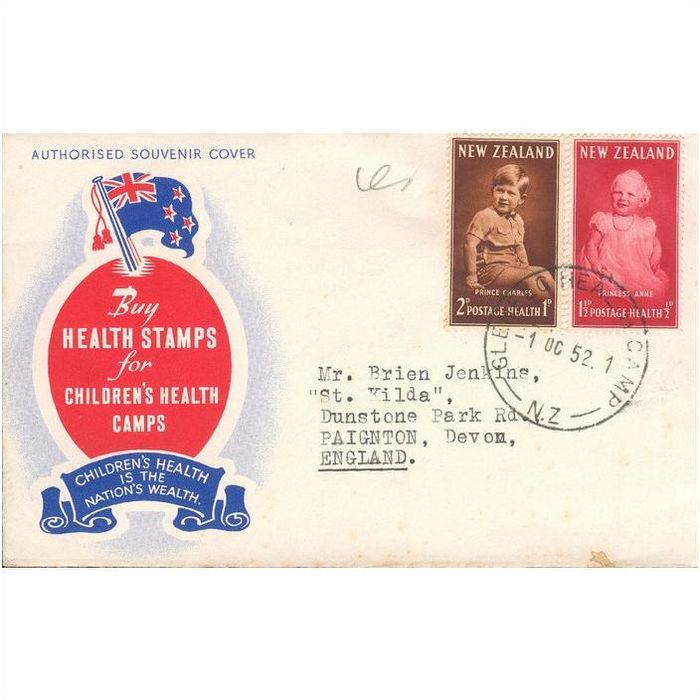 AUTHORISED SOUVENIR COVER
Buy
HEALTH STAMPS
for
CHILDREN'S HEALTH
CAMPS
CHILDREN'S HEALTH
IS THE
NATION'S WEALTH.
NEW ZEALAND
PRINCE CHARLES
2D POSTAGE-HEALTH 1D
NEW ZEALAND
PRINCESS ANNE
1½D POSTAGE-HEALTH ½D
HEALTH CAMP
-1 OC 52.1
N.Z
Mr. Brien Jenkins,
"St. Kilda",
Dunstone Park Rd.
PAIGNTON, Devon,
ENGLAND.